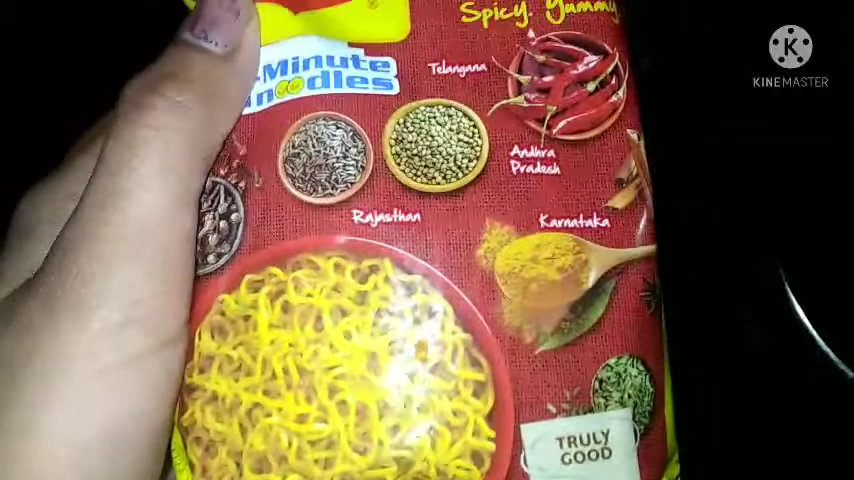 Spicy. Yummy
-Minute
noodles
Telangana
Andhra
Pradesh
Rajasthan
Karnataka
TRULY
GOOD
K
KINEMASTER